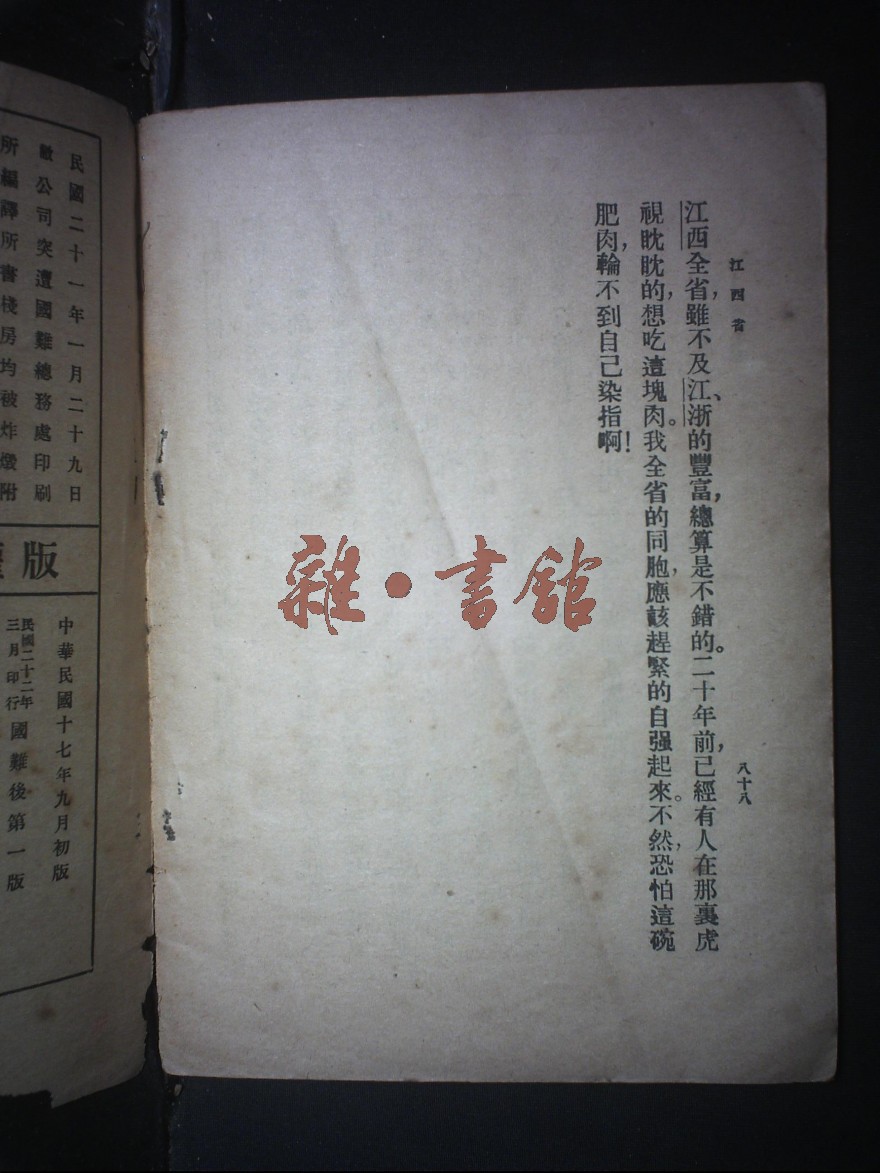 江西省
八十八
江西全省，雖不及江、浙的豐富，總算是不錯的。二十年前，已經有人在那裏虎
視眈眈的，想吃這塊肉。我全省的同胞，應該趕緊的自强起來。不然，恐怕這碗
肥肉，輪不到自己染指啊！
雜·書館
民國二十一年一月二十九日
敝公司突遭國難總務處印刷
所編譯所書棧房均被炸燬附
版
中華民國十七年九月初版
民國二十二年
三月印行
國難後第一版